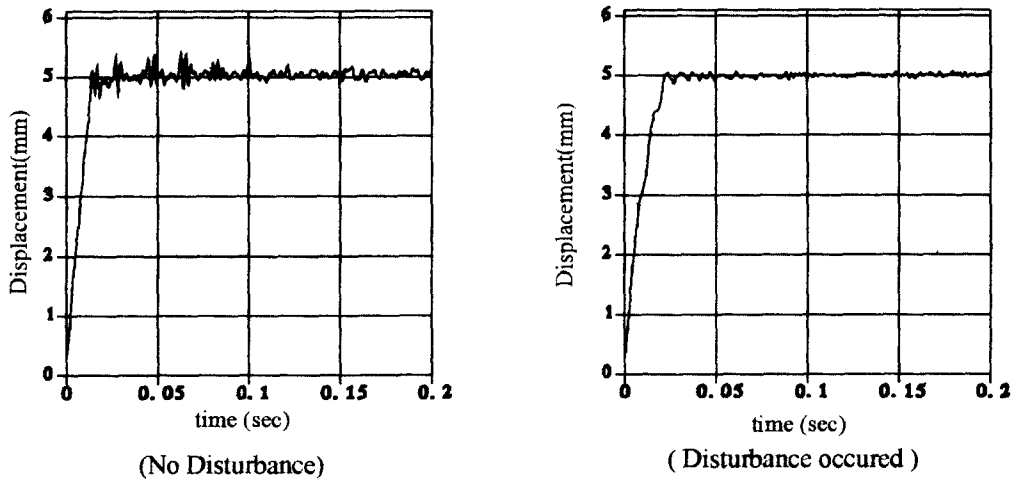 6
5
4
3
2
1
0
Displacement(mm)
0 0.05 0.1 0.15 0.2
time (sec)
(No Disturbance)
6
5
4
3
2
1
0
Displacement(mm)
0 0.05 0.1 0.15 0.2
time (sec)
( Disturbance occured )